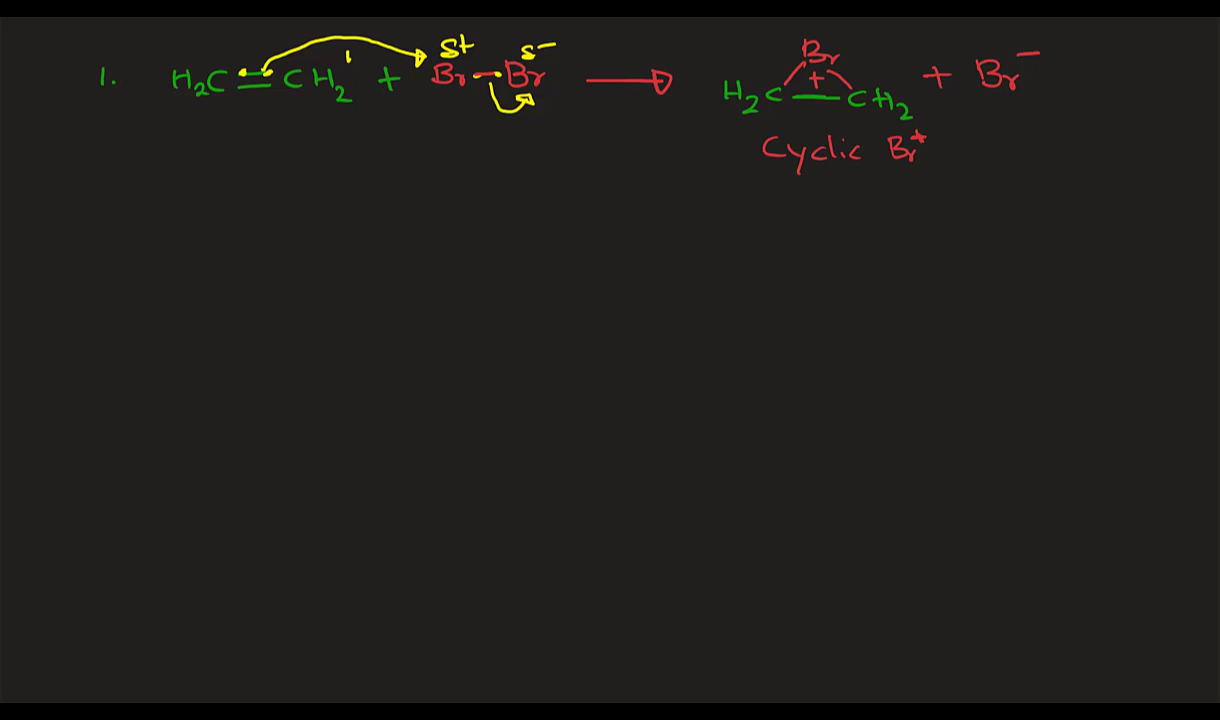 δ+ δ-
1. H₂C=CH₂ + Br-Br → H₂C-CH₂ + Br⁻
Br
+
Cyclic Br⁺